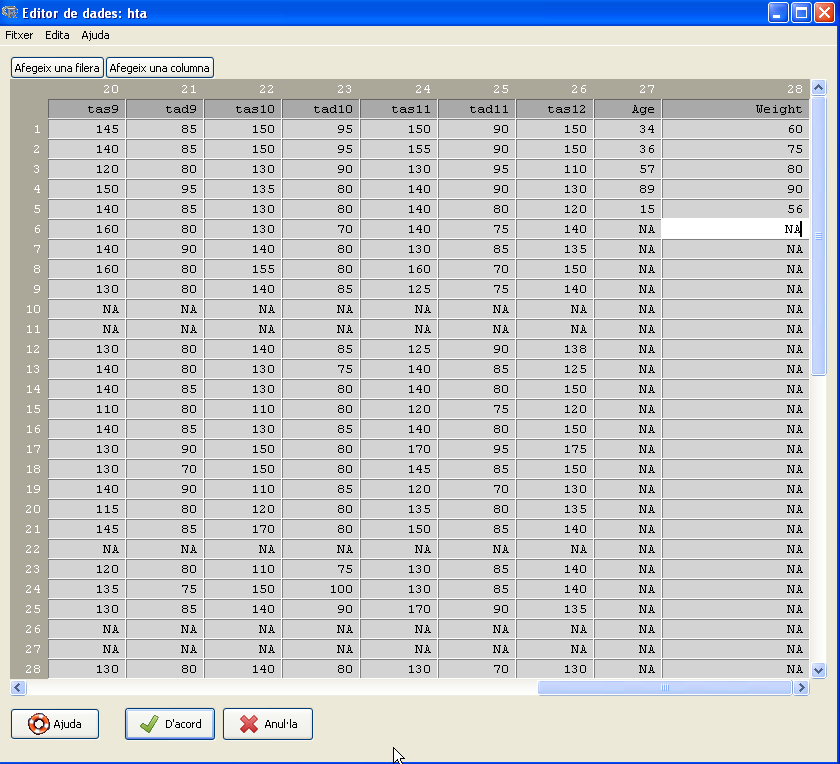 Editor de dades: hta
Fitxer Edita Ajuda
Afegeix una filera Afegeix una columna
20 21 22 23 24 25 26 27 28
tas9 tad9 tas10 tad10 tas11 tad11 tas12 Age Weight
1 145 85 150 95 150 90 150 34 60
2 140 85 150 95 155 90 150 36 75
3 120 80 130 90 130 95 110 57 80
4 150 95 135 80 140 90 130 89 90
5 140 85 130 80 140 80 120 15 56
6 160 80 130 70 140 75 140 NA NA
7 140 90 140 80 130 85 135 NA NA
8 160 80 155 80 160 70 150 NA NA
9 130 80 140 85 125 75 140 NA NA
10 NA NA NA NA NA NA NA NA NA
11 NA NA NA NA NA NA NA NA NA
12 130 80 140 85 125 90 138 NA NA
13 140 80 130 75 140 85 125 NA NA
14 140 85 130 80 140 80 150 NA NA
15 110 80 110 80 120 75 120 NA NA
16 140 85 130 85 140 80 150 NA NA
17 130 90 150 80 170 95 175 NA NA
18 130 70 150 80 145 85 150 NA NA
19 140 90 110 85 120 70 130 NA NA
20 115 80 120 80 135 80 135 NA NA
21 145 85 170 80 150 85 140 NA NA
22 NA NA NA NA NA NA NA NA NA
23 120 80 110 75 130 85 140 NA NA
24 135 75 150 100 130 85 140 NA NA
25 130 85 140 90 170 90 135 NA NA
26 NA NA NA NA NA NA NA NA NA
27 NA NA NA NA NA NA NA NA NA
28 130 80 140 80 130 70 130 NA NA
Ajuda D'acord Anul·la